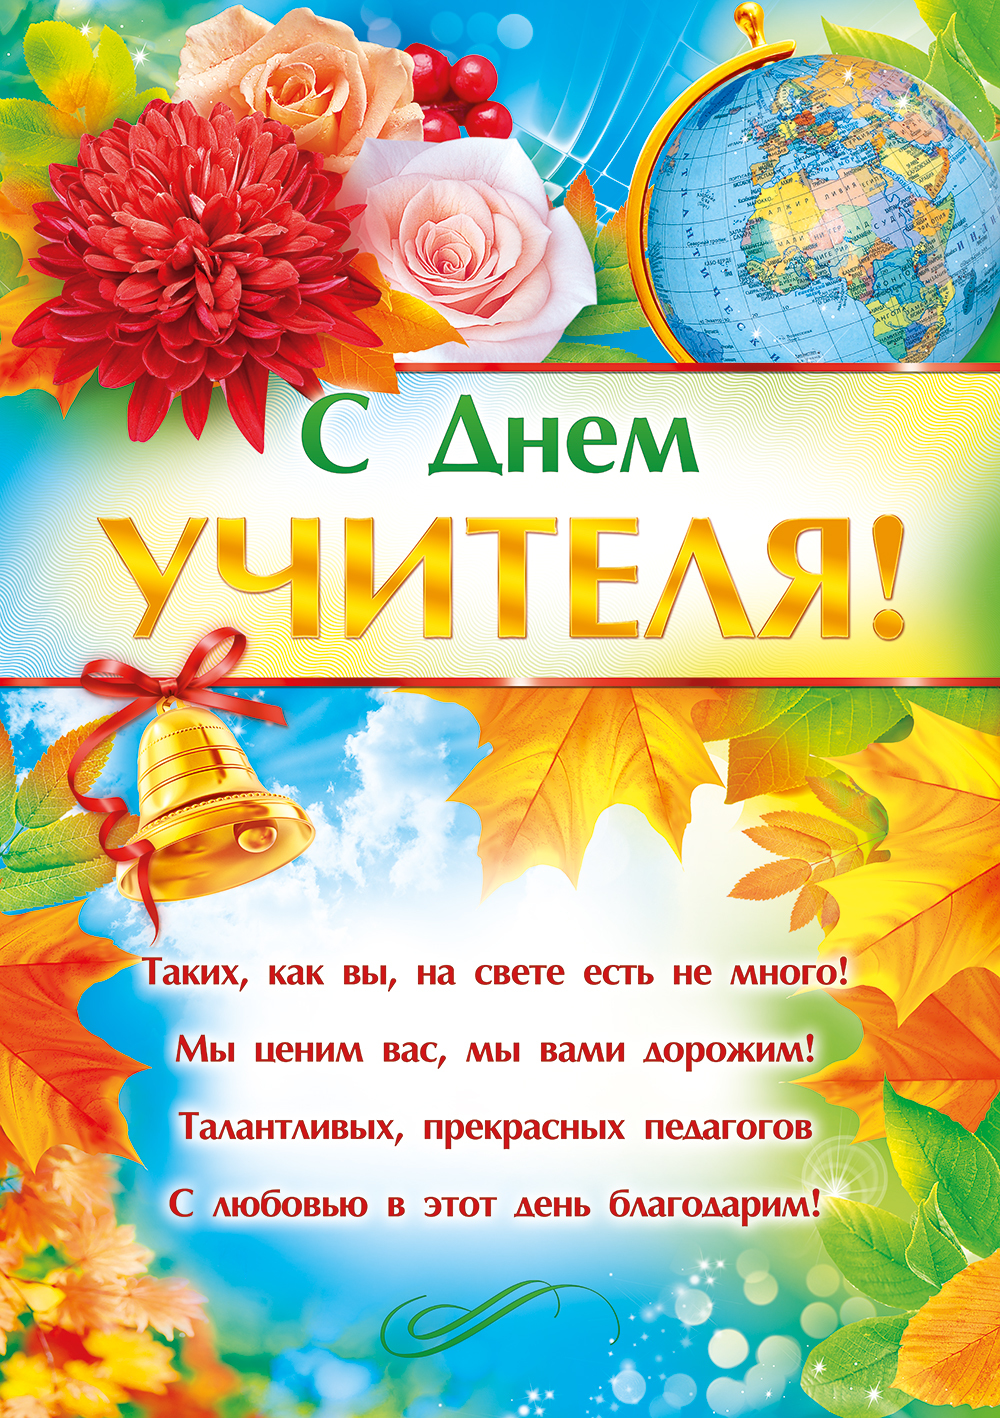 С Днем
УЧИТЕЛЯ!
Таких, как вы, на свете есть не много!
Мы ценим вас, мы вами дорожим!
Талантливых, прекрасных педагогов
С любовью в этот день благодарим!